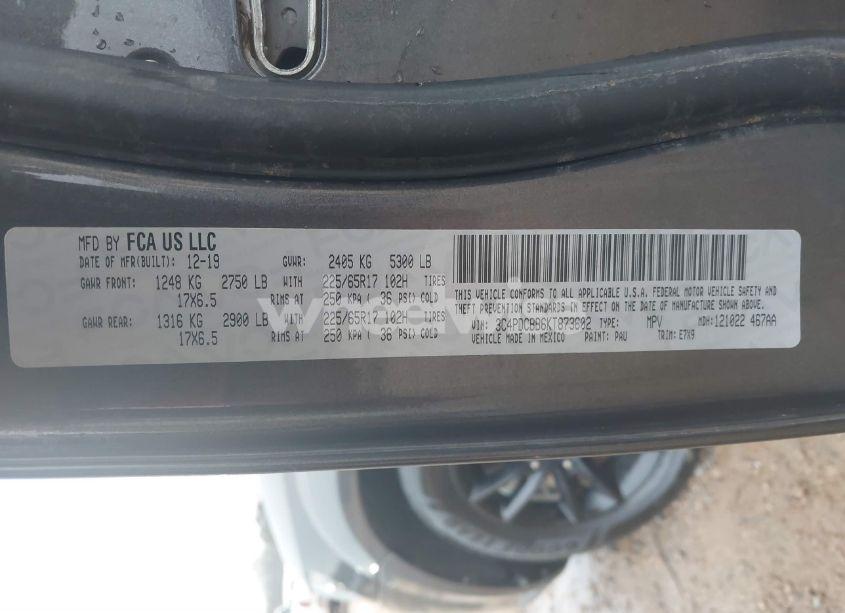 MFD BY FCA US LLC
DATE OF MFR(BUILT): 12-19 GVWR: 2405 KG 5300 LB
GAWR FRONT: 1248 KG 2750 LB WITH 225/65R17 102H TIRES
17X6.5 RIMS AT 250 KPA ( 36 PSI) COLD
GAWR REAR: 1316 KG 2900 LB WITH 225/65R17 102H TIRES
17X6.5 RIMS AT 250 KPA ( 36 PSI) COLD
THIS VEHICLE CONFORMS TO ALL APPLICABLE U.S.A. FEDERAL MOTOR VEHICLE SAFETY AND
THEFT PREVENTION STANDARDS IN EFFECT ON THE DATE OF MANUFACTURE SHOWN ABOVE.
VIN: 3C4PDCBB6KT873602 TYPE: MPV MDH:121022 467AA
VEHICLE MADE IN MEXICO PAINT: PAU TRIM: E7X9